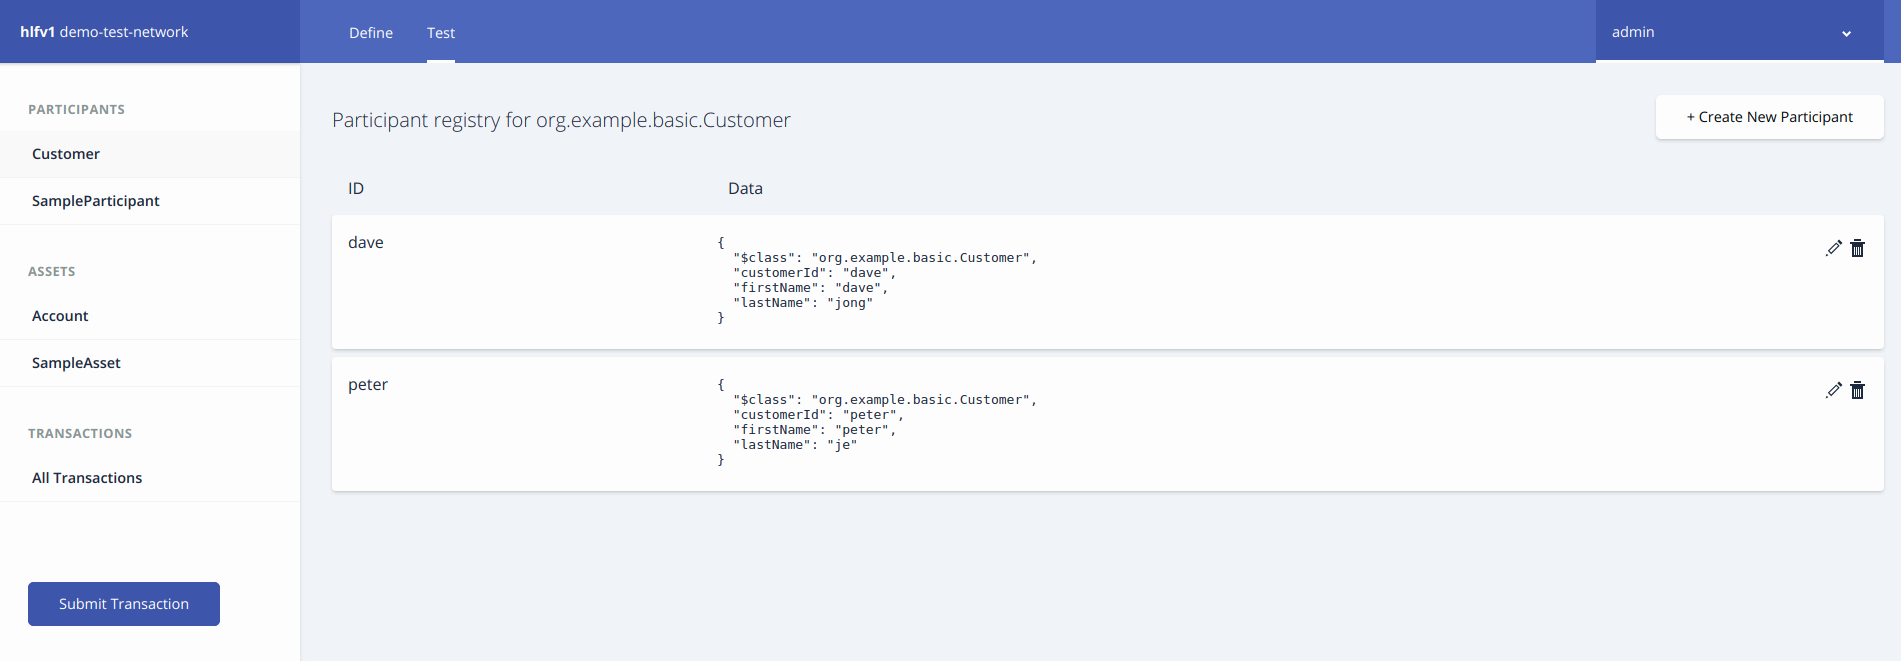 hlfv1 demo-test-network
Define
Test
admin
PARTICIPANTS
Customer
SampleParticipant
ASSETS
Account
SampleAsset
TRANSACTIONS
All Transactions
Submit Transaction
Participant registry for org.example.basic.Customer
+ Create New Participant
ID
Data
dave
{
"$class": "org.example.basic.Customer",
"customerId": "dave",
"firstName": "dave",
"lastName": "jong"
}
peter
{
"$class": "org.example.basic.Customer",
"customerId": "peter",
"firstName": "peter",
"lastName": "je"
}